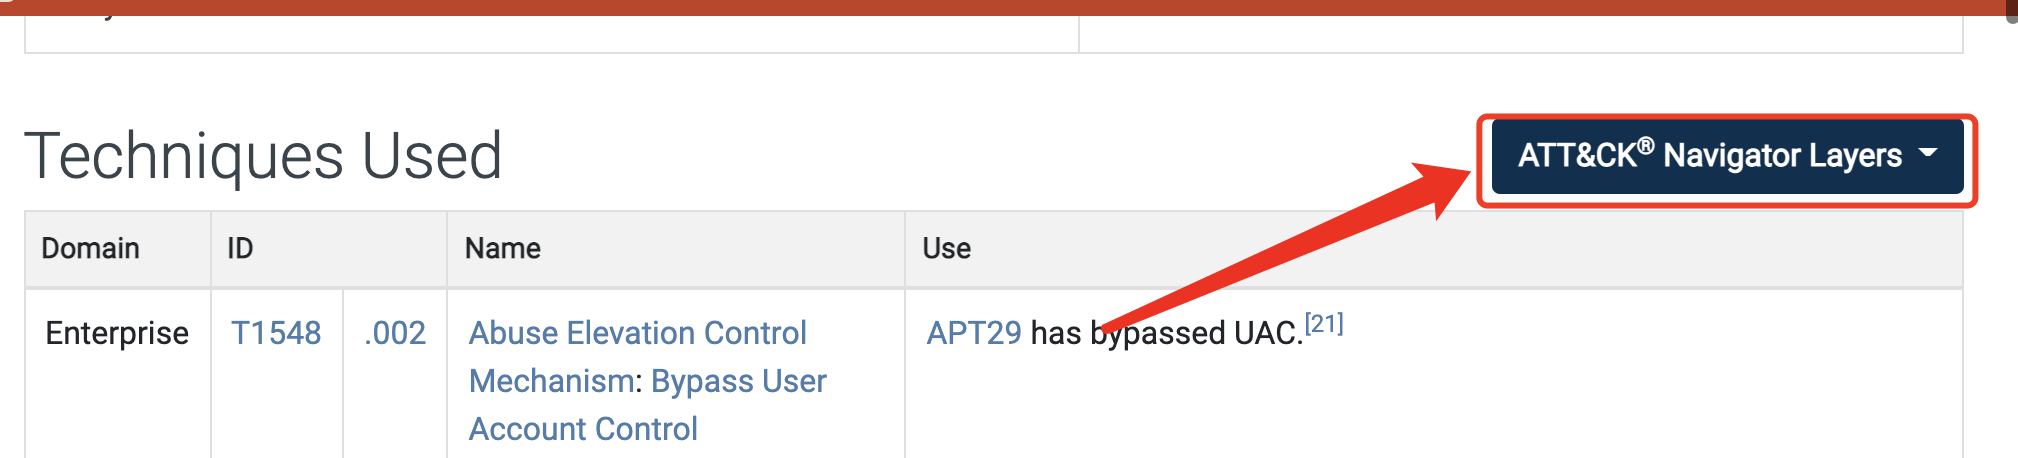 Techniques Used
ATT&CK® Navigator Layers
Domain
ID
Name
Use
Enterprise
T1548
.002
Abuse Elevation Control
Mechanism: Bypass User
Account Control
APT29 has bypassed UAC.[21]